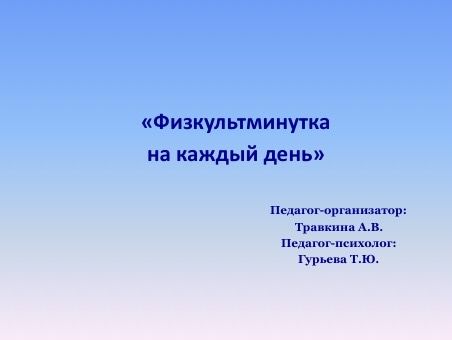 «Физкультминутка
на каждый день»
Педагог-организатор:
Травкина А.В.
Педагог-психолог:
Гурьева Т.Ю.